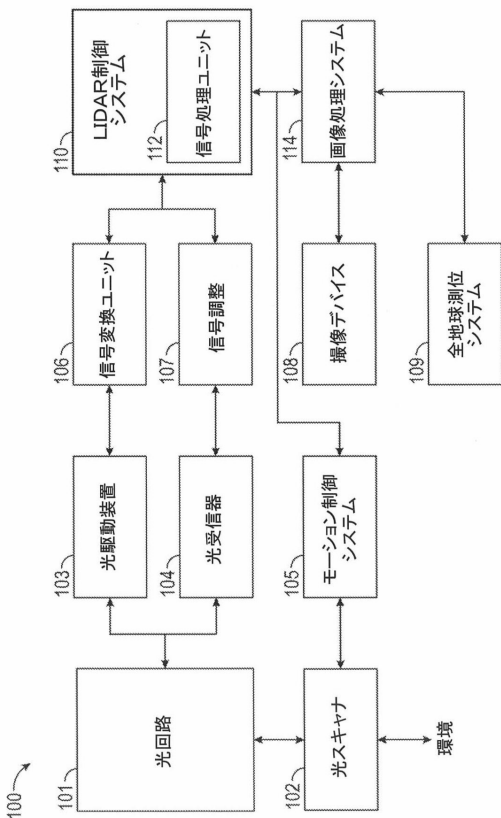 100
101
光回路
102
光スキャナ
環境
103
光駆動装置
104
光受信器
105
モーション制御
システム
106
信号変換ユニット
107
信号調整
108
撮像デバイス
109
全地球測位
システム
110
LIDAR制御
システム
112
信号処理ユニット
114
画像処理システム